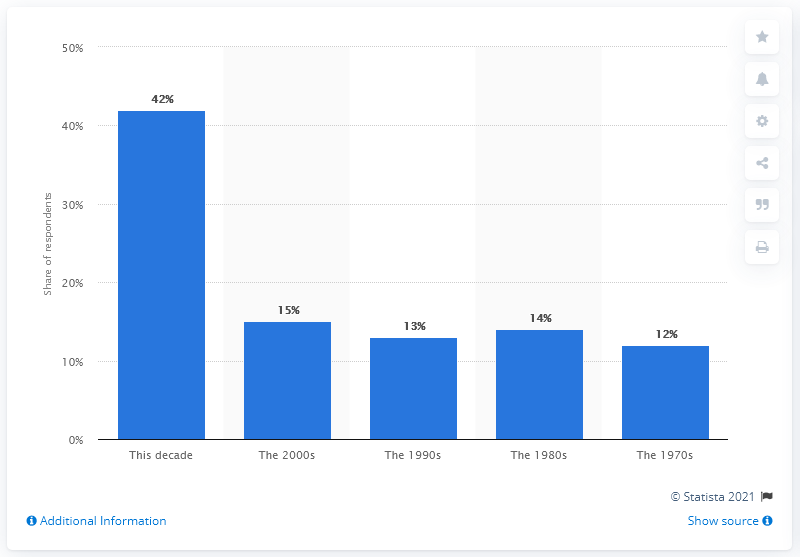 50%
40%
30%
20%
10%
0%
Share of respondents
42%
15%
13%
14%
12%
This decade
The 2000s
The 1990s
The 1980s
The 1970s
© Statista 2021
Additional Information
Show source